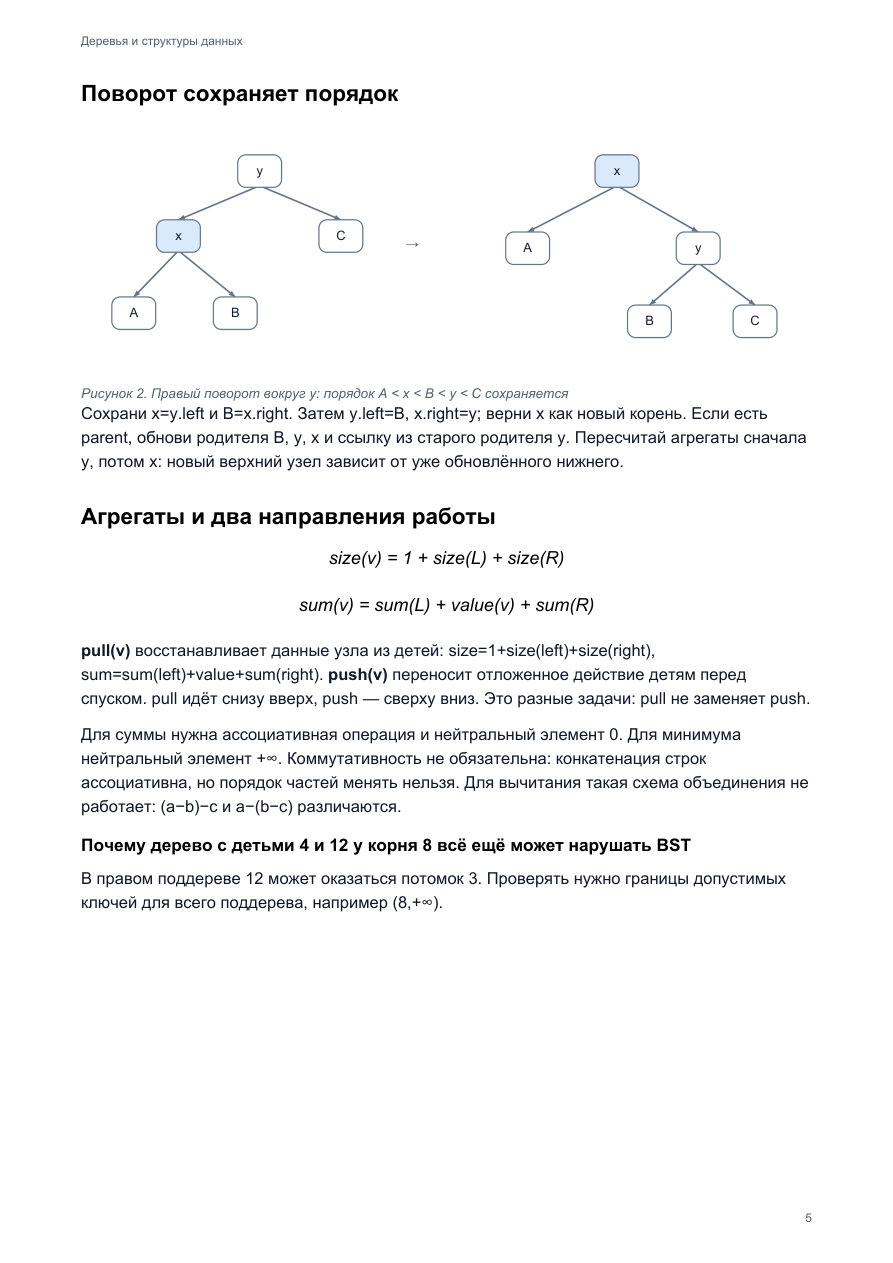 Деревья и структуры данных
Поворот сохраняет порядок
y
x
x
C
→
A
y
A
B
B
C
Рисунок 2. Правый поворот вокруг y: порядок A < x < B < y < C сохраняется
Сохрани x=y.left и B=x.right. Затем y.left=B, x.right=y; верни x как новый корень. Если есть
parent, обнови родителя B, y, x и ссылку из старого родителя y. Пересчитай агрегаты сначала
y, потом x: новый верхний узел зависит от уже обновлённого нижнего.
Агрегаты и два направления работы
size(v) = 1 + size(L) + size(R)
sum(v) = sum(L) + value(v) + sum(R)
pull(v) восстанавливает данные узла из детей: size=1+size(left)+size(right),
sum=sum(left)+value+sum(right). push(v) переносит отложенное действие детям перед
спуском. pull идёт снизу вверх, push — сверху вниз. Это разные задачи: pull не заменяет push.
Для суммы нужна ассоциативная операция и нейтральный элемент 0. Для минимума
нейтральный элемент +∞. Коммутативность не обязательна: конкатенация строк
ассоциативна, но порядок частей менять нельзя. Для вычитания такая схема объединения не
работает: (a−b)−c и a−(b−c) различаются.
Почему дерево с детьми 4 и 12 у корня 8 всё ещё может нарушать BST
В правом поддереве 12 может оказаться потомок 3. Проверять нужно границы допустимых
ключей для всего поддерева, например (8,+∞).
5